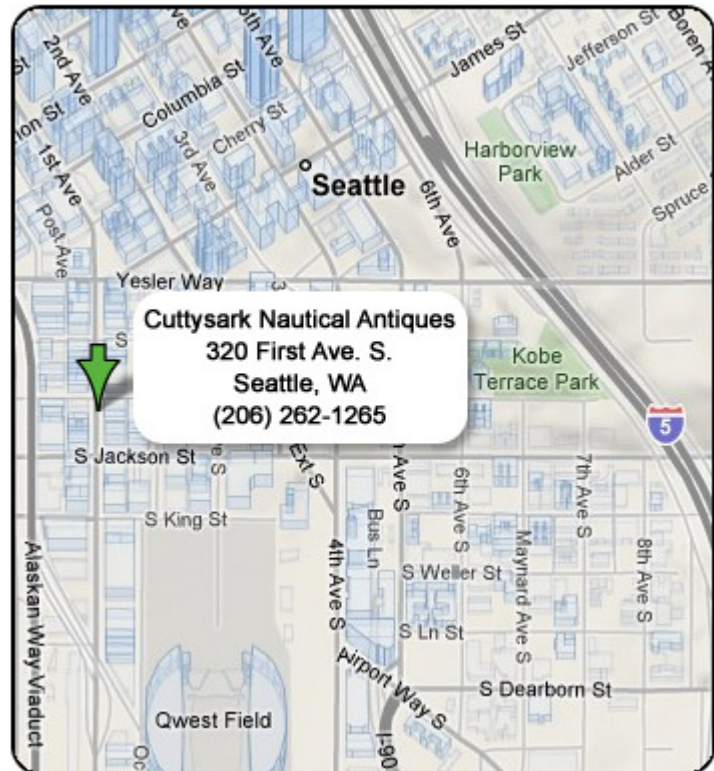 2nd Ave
5th Ave
James St
Jefferson St
Boren A
Columbia St
Cherry St
3rd Ave
1st Ave
Post Ave
Seattle
6th Ave
Harborview
Park
Alder St
Spruce
Yesler Way
Cuttysark Nautical Antiques
320 First Ave. S.
Seattle, WA
(206) 262-1265
Kobe
Terrace Park
5
S Jackson St
Ext S
S King St
Alaskan Way Viaduct
4th Ave S
Bus Ln
Ave S
6th Ave S
7th Ave S
Maynard Ave S
8th Ave S
S Weller St
S Ln St
Airport Way S
S Dearborn St
Qwest Field
I-90